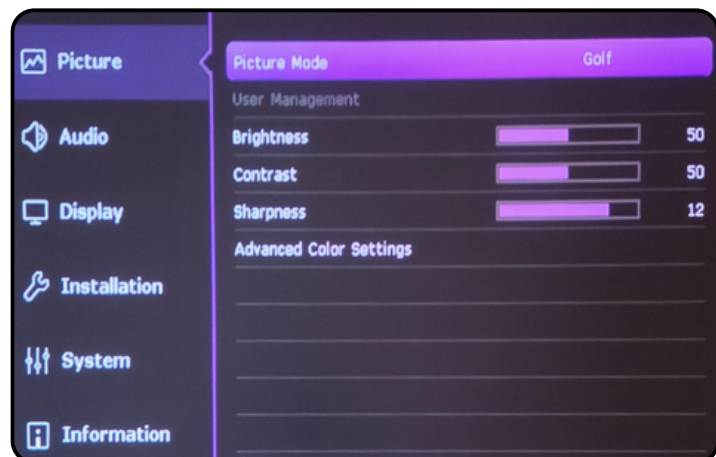 Picture
Audio
Display
Installation
System
Information
Picture Mode Golf
User Management
Brightness 50
Contrast 50
Sharpness 12
Advanced Color Settings